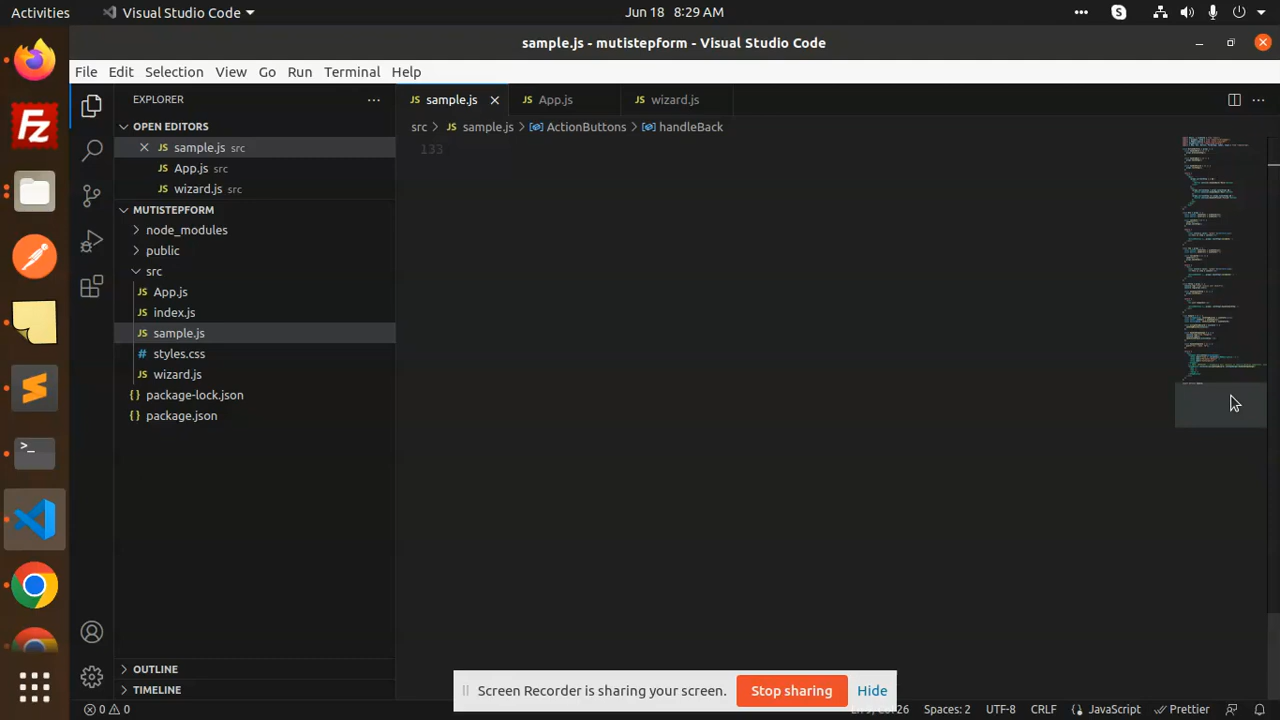 Activities
Visual Studio Code
Jun 18 8:29 AM
sample.js - mutistepform - Visual Studio Code
File Edit Selection View Go Run Terminal Help
EXPLORER
sample.js
App.js
wizard.js
src > sample.js > ActionButtons > handleBack
OPEN EDITORS
133
sample.js src
App.js src
wizard.js src
MUTISTEPFORM
node_modules
public
src
App.js
index.js
sample.js
styles.css
wizard.js
package-lock.json
package.json
OUTLINE
TIMELINE
Screen Recorder is sharing your screen.
Stop sharing
Hide
0 0
Spaces: 2
UTF-8
CRLF
JavaScript
Prettier